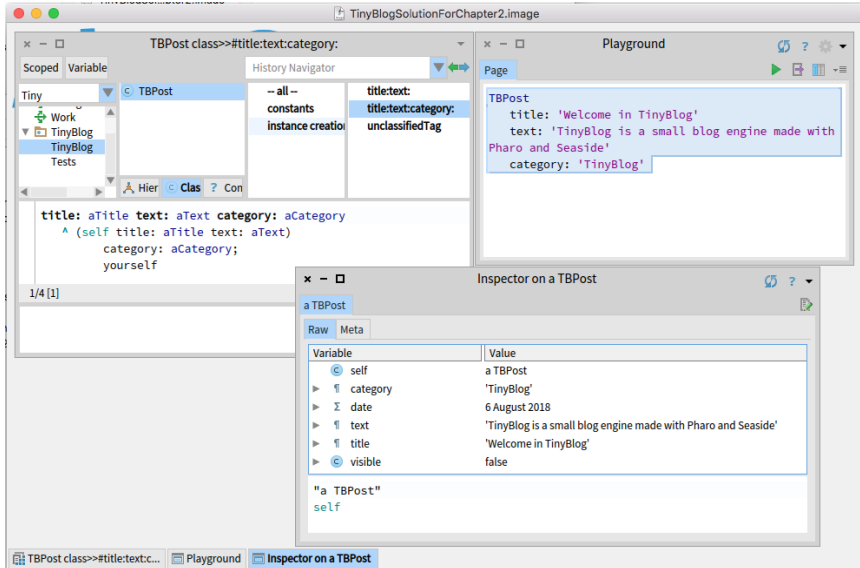 TinyBlogSolutionForChapter2.image
TBPost class>>#title:text:category:
Scoped Variable
History Navigator
Tiny
Work
TinyBlog
TinyBlog
Tests
TBPost
Hier
Clas
? Con
-- all --
constants
instance creation
title:text:
title:text:category:
unclassifiedTag
title: aTitle text: aText category: aCategory
^ (self title: aTitle text: aText)
category: aCategory;
yourself
1/4 [1]
Playground
Page
TBPost
title: 'Welcome in TinyBlog'
text: 'TinyBlog is a small blog engine made with
Pharo and Seaside'
category: 'TinyBlog'
Inspector on a TBPost
a TBPost
Raw Meta
Variable Value
self a TBPost
category 'TinyBlog'
date 6 August 2018
text 'TinyBlog is a small blog engine made with Pharo and Seaside'
title 'Welcome in TinyBlog'
visible false
"a TBPost"
self
TBPost class>>#title:text:c... Playground Inspector on a TBPost